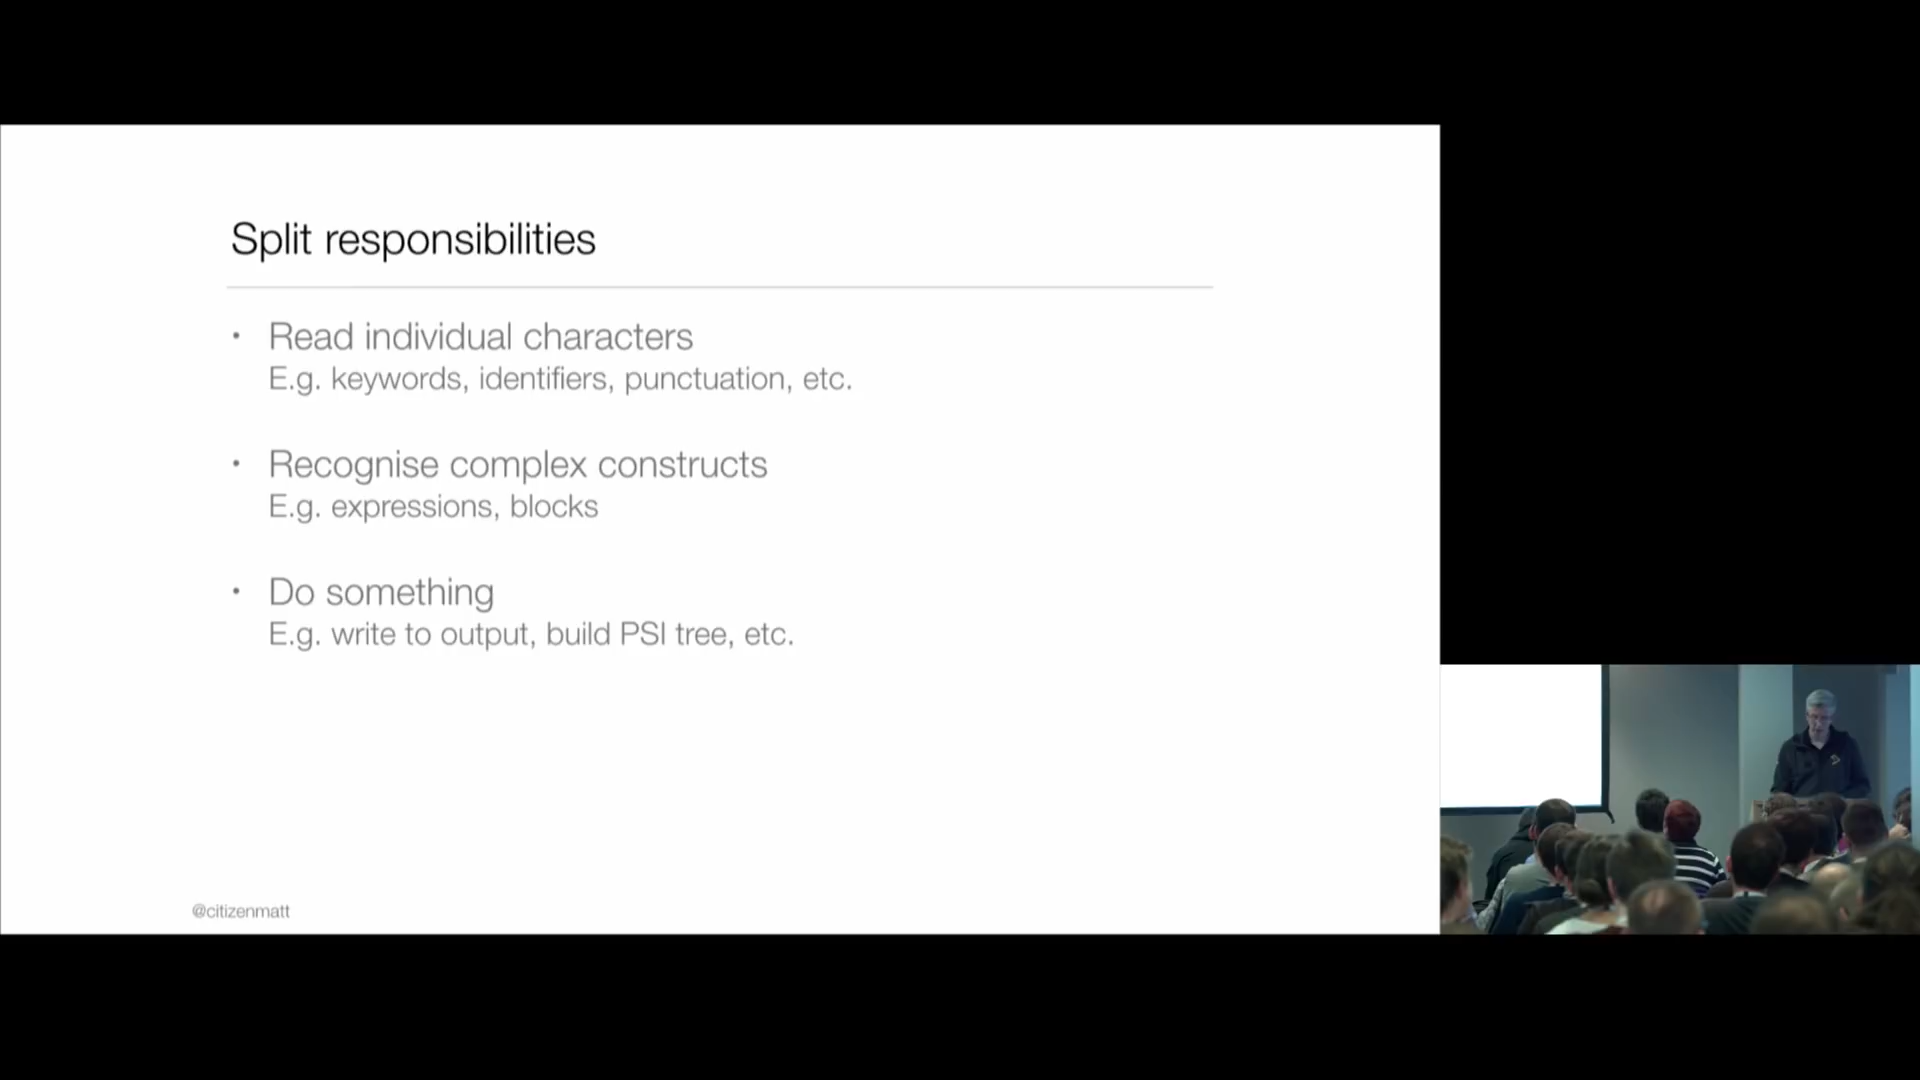 Split responsibilities
• Read individual characters
E.g. keywords, identifiers, punctuation, etc.
• Recognise complex constructs
E.g. expressions, blocks
• Do something
E.g. write to output, build PSI tree, etc.
@citizenmatt